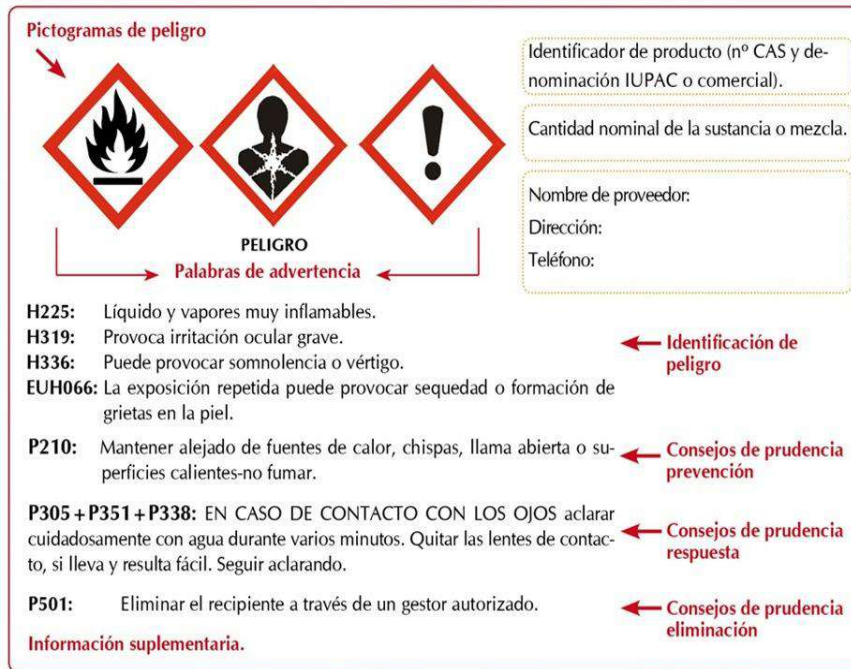 Pictogramas de peligro
Identificador de producto (nº CAS y de-
nominación IUPAC o comercial).
Cantidad nominal de la sustancia o mezcla.
Nombre de proveedor:
Dirección:
Teléfono:
PELIGRO
Palabras de advertencia
H225: Líquido y vapores muy inflamables.
H319: Provoca irritación ocular grave.
H336: Puede provocar somnolencia o vértigo.
EUH066: La exposición repetida puede provocar sequedad o formación de
grietas en la piel.
Identificación de
peligro
P210: Mantener alejado de fuentes de calor, chispas, llama abierta o su-
perficies calientes-no fumar.
Consejos de prudencia
prevención
P305+P351+P338: EN CASO DE CONTACTO CON LOS OJOS aclarar
cuidadosamente con agua durante varios minutos. Quitar las lentes de contac-
to, si lleva y resulta fácil. Seguir aclarando.
Consejos de prudencia
respuesta
P501: Eliminar el recipiente a través de un gestor autorizado.
Consejos de prudencia
eliminación
Información suplementaria.